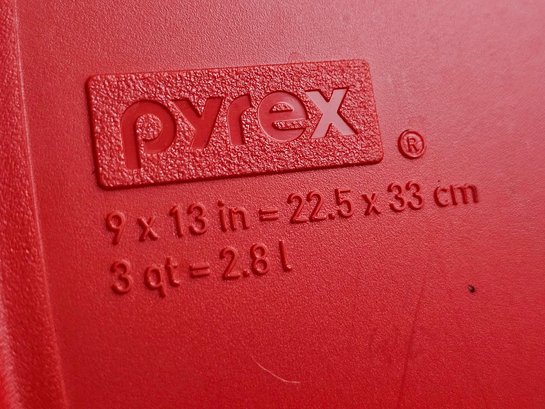 pyrex ®
9 x 13 in = 22.5 x 33 cm
3 qt = 2.8 l